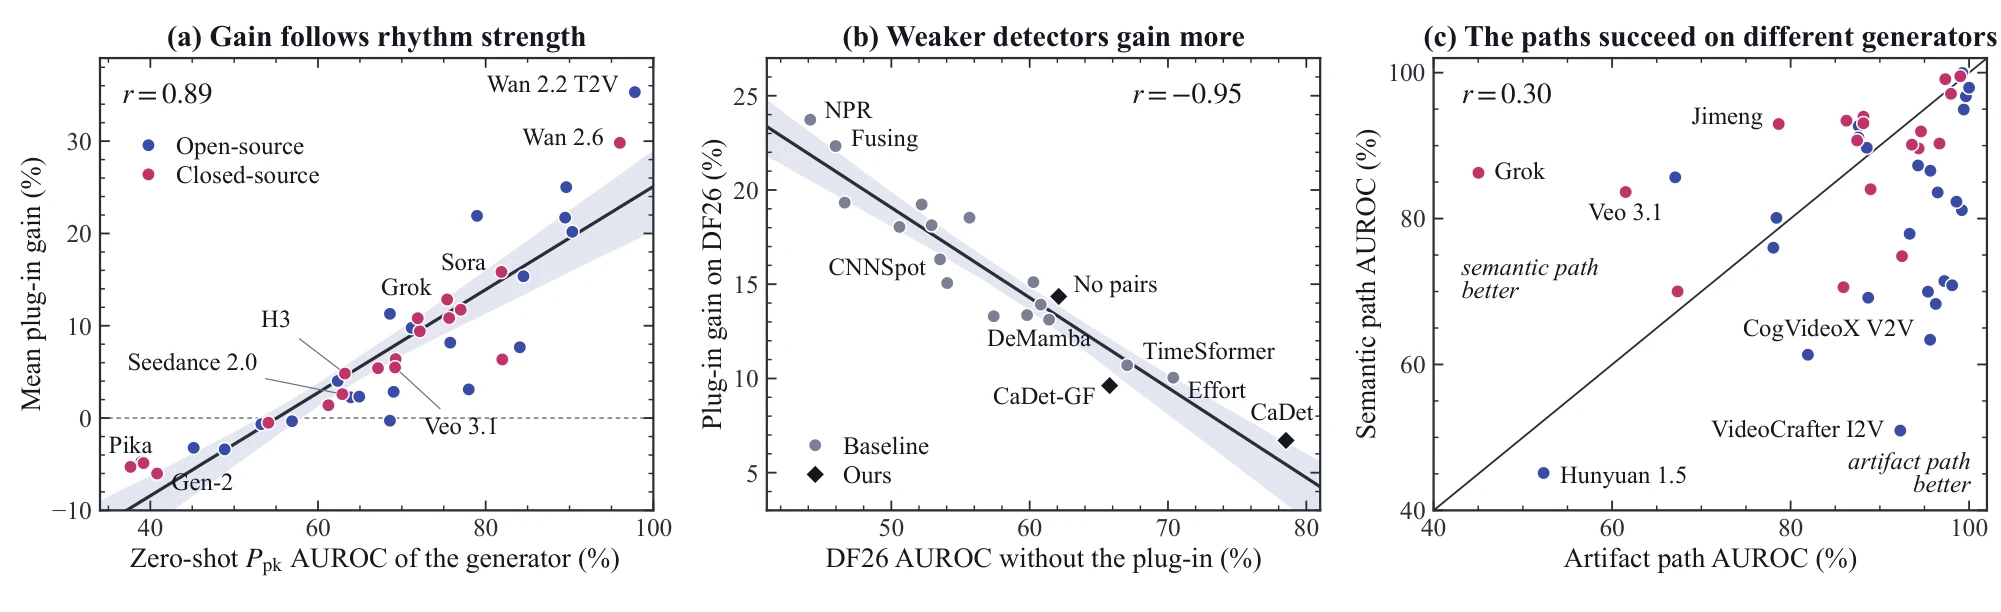 (a) Gain follows rhythm strength
r = 0.89
Open-source
Closed-source
Wan 2.2 T2V
Wan 2.6
Sora
Grok
H3
Seedance 2.0
Veo 3.1
Pika
Gen-2
30
20
10
0
−10
40
60
80
100
Mean plug-in gain (%)
Zero-shot Ppk AUROC of the generator (%)
(b) Weaker detectors gain more
r = −0.95
NPR
Fusing
CNNSpot
No pairs
DeMamba
TimeSformer
CaDet-GF
Effort
CaDet
Baseline
Ours
25
20
15
10
5
50
60
70
80
Plug-in gain on DF26 (%)
DF26 AUROC without the plug-in (%)
(c) The paths succeed on different generators
r = 0.30
Jimeng
Grok
Veo 3.1
semantic path
better
CogVideoX V2V
VideoCrafter I2V
Hunyuan 1.5
artifact path
better
100
80
60
40
40
60
80
100
Semantic path AUROC (%)
Artifact path AUROC (%)